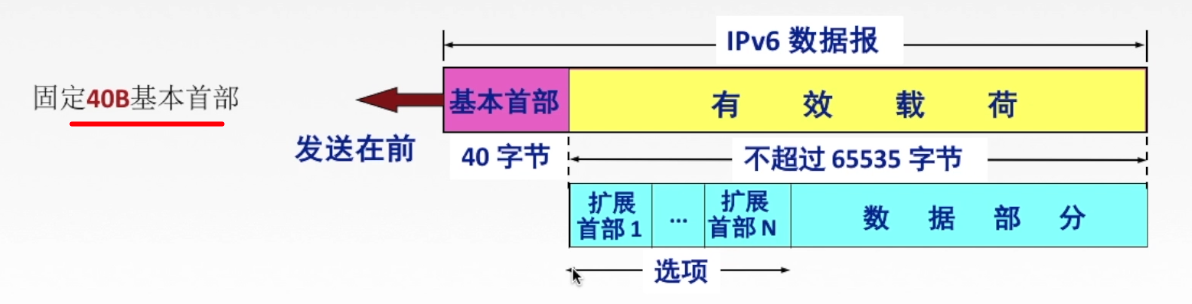 IPv6 数据报
固定40B基本首部
基本首部
有 效 载 荷
发送在前
40 字节
不超过 65535 字节
扩展
首部 1
...
扩展
首部 N
数 据 部 分
选项